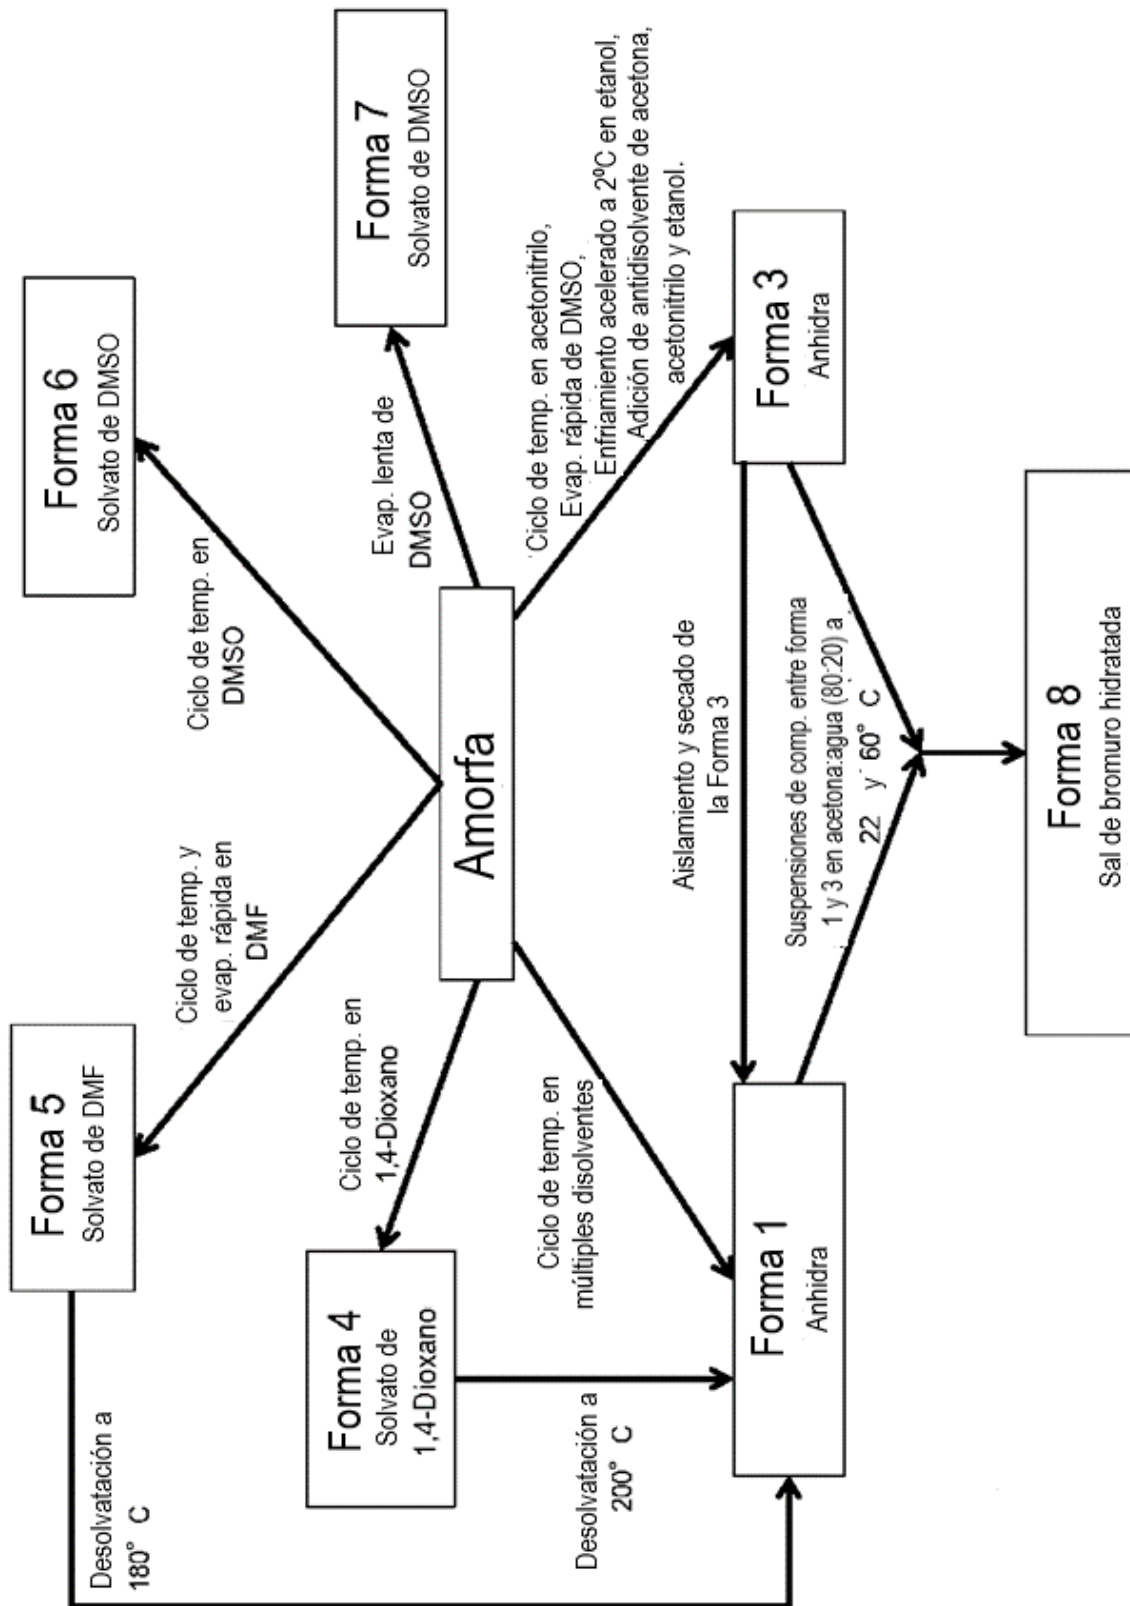 Forma 5
Solvato de DMF
Forma 6
Solvato de DMSO
Forma 7
Solvato de DMSO
Desolvatación a
180° C
Ciclo de temp. y
evap. rápida en
DMF
Ciclo de temp. en
DMSO
Evap. lenta de
DMSO
Forma 4
Solvato de
1,4-Dioxano
Ciclo de temp. en
1,4-Dioxano
Amorfa
Ciclo de temp. en acetonitrilo,
Evap. rápida de DMSO,
Enfriamiento acelerado a 2ºC en etanol,
Adición de antidisolvente de acetona,
acetonitrilo y etanol.
Desolvatación a
200° C
Ciclo de temp. en
múltiples disolventes
Aislamiento y secado de
la Forma 3
Forma 1
Anhidra
Forma 3
Anhidra
Suspensiones de comp. entre forma
1 y 3 en acetona:agua (80:20) a
22 y 60° C
Forma 8
Sal de bromuro hidratada